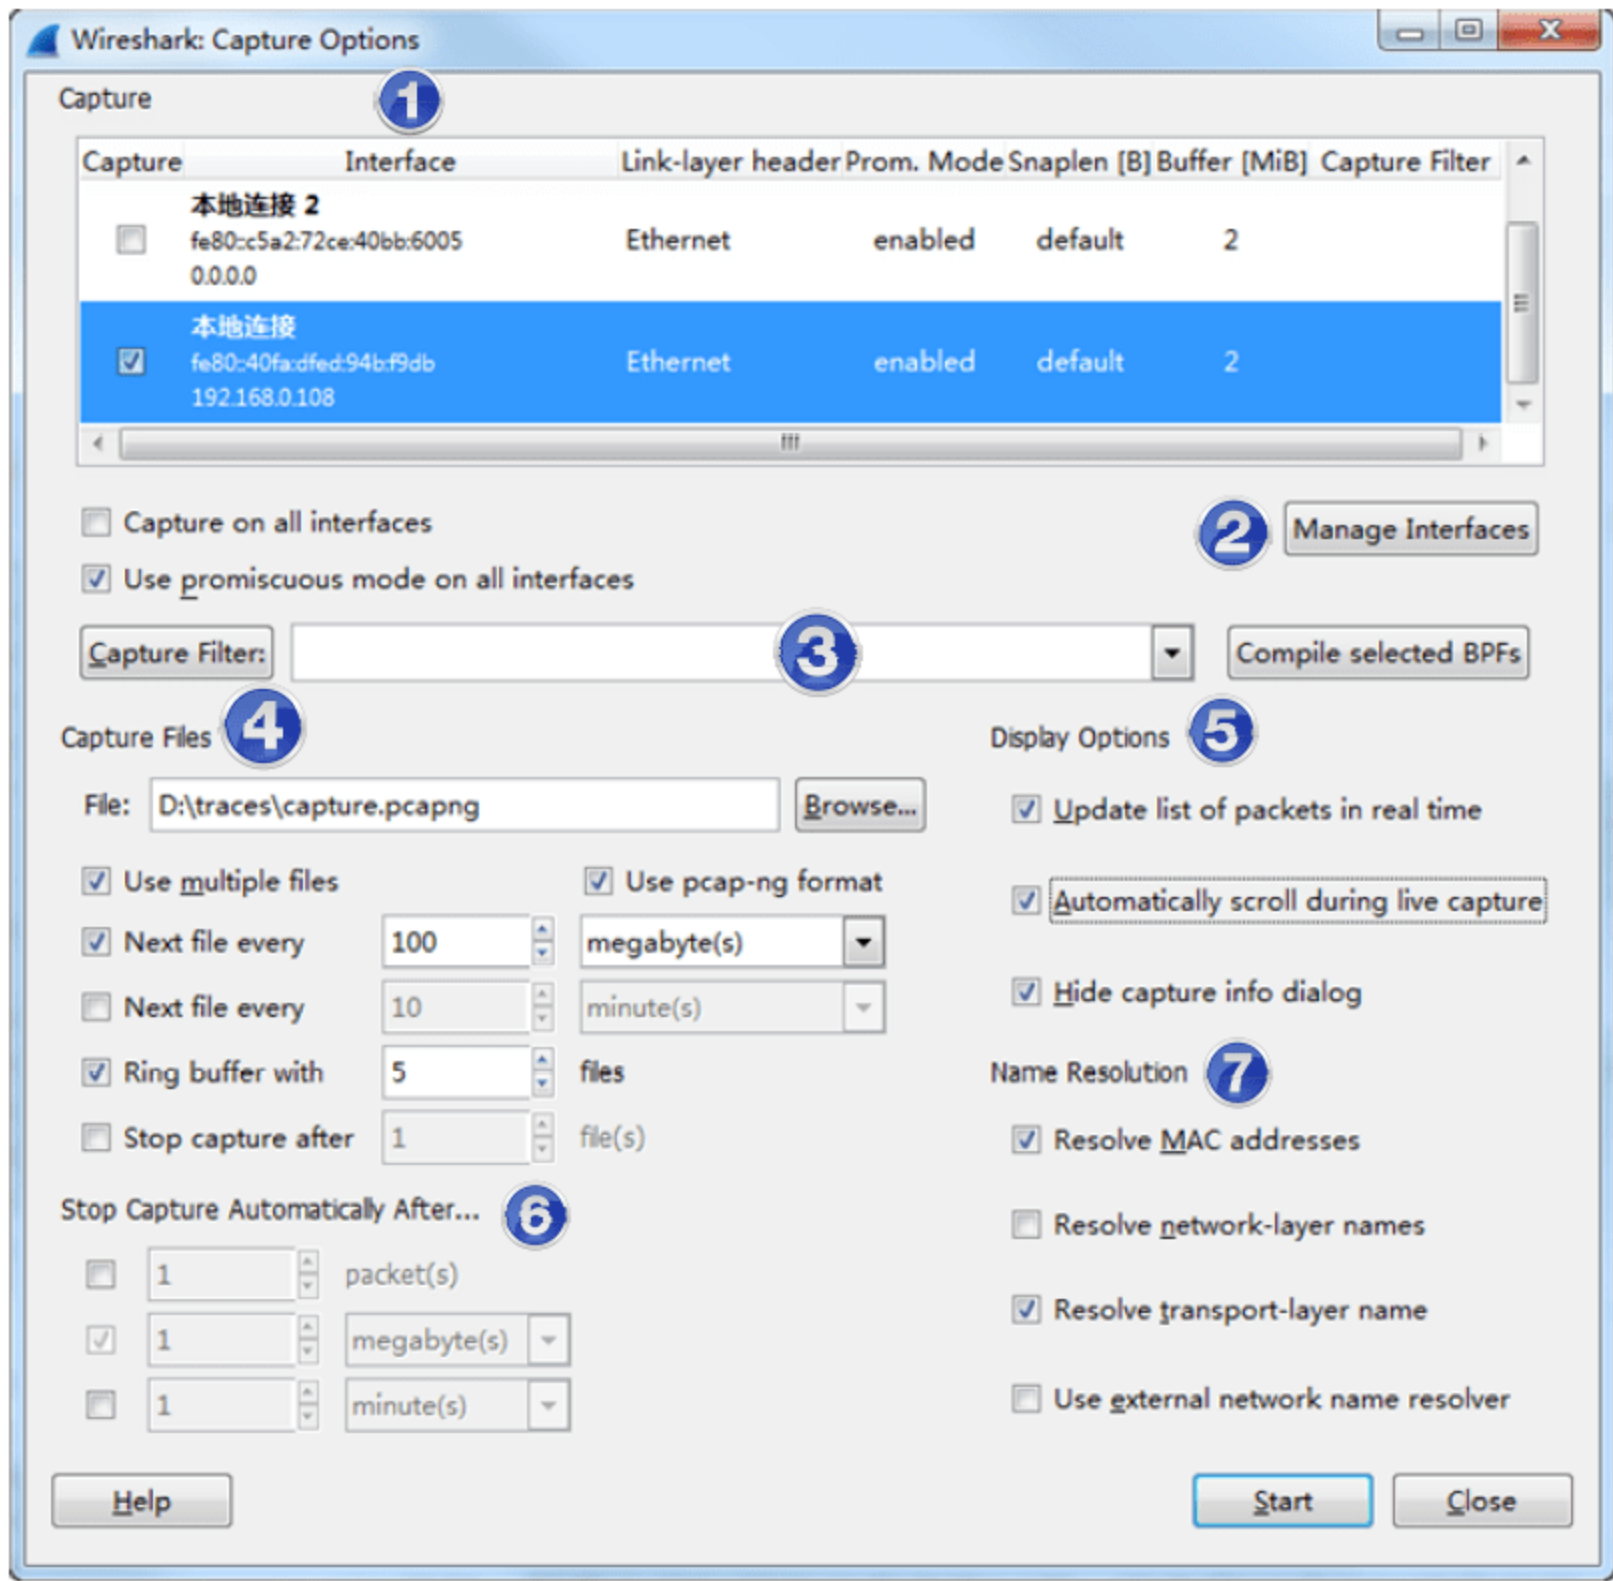 Wireshark: Capture Options
Capture 1
Capture Interface Link-layer header Prom. Mode Snaplen [B] Buffer [MiB] Capture Filter
本地连接 2
fe80::c5a2:72ce:40bb:6005 Ethernet enabled default 2
0.0.0.0
本地连接
fe80::40fa:dfed:94b:f9db Ethernet enabled default 2
192.168.0.108
Capture on all interfaces 2 Manage Interfaces
Use promiscuous mode on all interfaces
Capture Filter: 3 Compile selected BPFs
Capture Files 4
File: D:\traces\capture.pcapng Browse...
Use multiple files Use pcap-ng format
Next file every 100 megabyte(s)
Next file every 10 minute(s)
Ring buffer with 5 files
Stop capture after 1 file(s)
Stop Capture Automatically After... 6
1 packet(s)
1 megabyte(s)
1 minute(s)
Display Options 5
Update list of packets in real time
Automatically scroll during live capture
Hide capture info dialog
Name Resolution 7
Resolve MAC addresses
Resolve network-layer names
Resolve transport-layer name
Use external network name resolver
Help Start Close